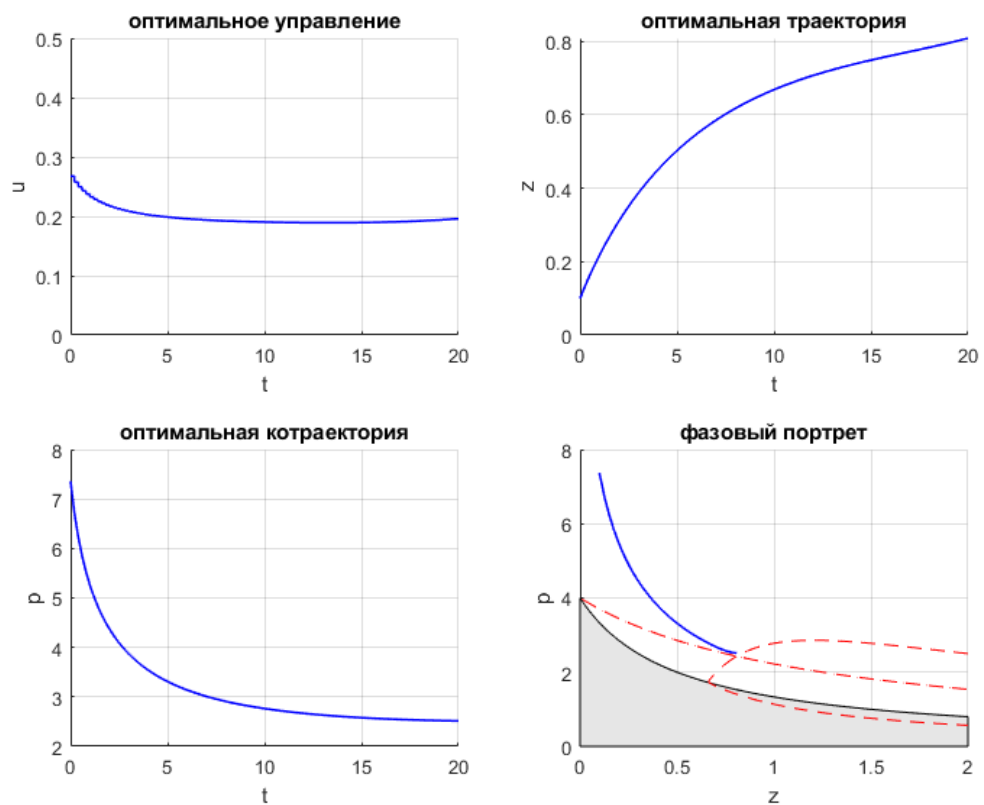 оптимальное управление
0.5
0.4
0.3
0.2
0.1
0
u
0 5 10 15 20
t
оптимальная траектория
0.8
0.6
0.4
0.2
0
z
0 5 10 15 20
t
оптимальная котраектория
8
7
6
5
4
3
2
p
0 5 10 15 20
t
фазовый портрет
8
6
4
2
0
p
0 0.5 1 1.5 2
z